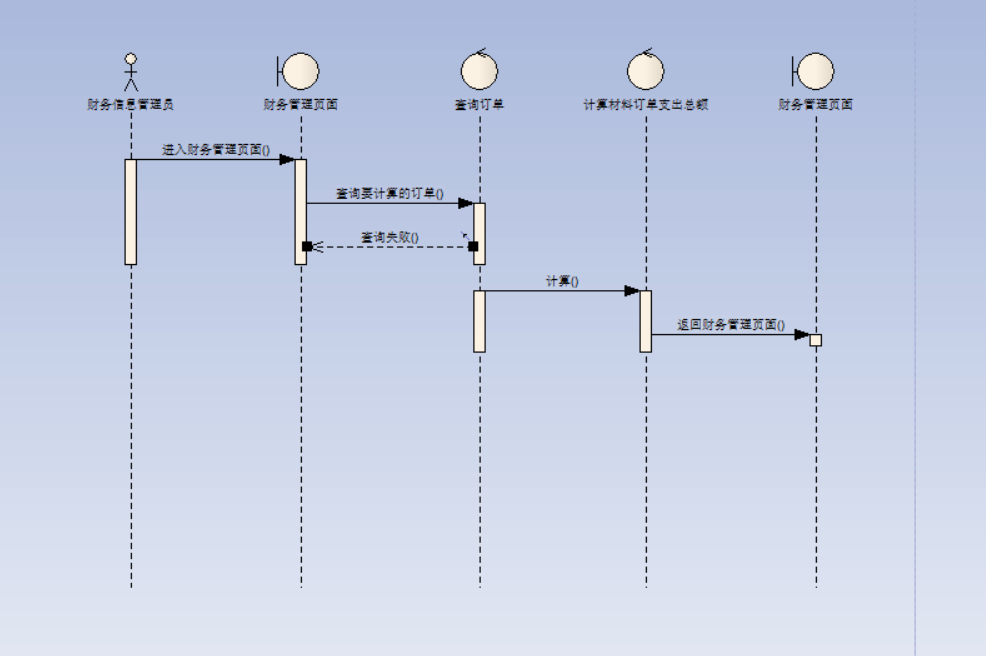 财务信息管理员
财务管理页面
查询订单
计算材料订单支出总额
财务管理页面
进入财务管理页面()
查询要计算的订单()
查询失败()
计算()
返回财务管理页面()